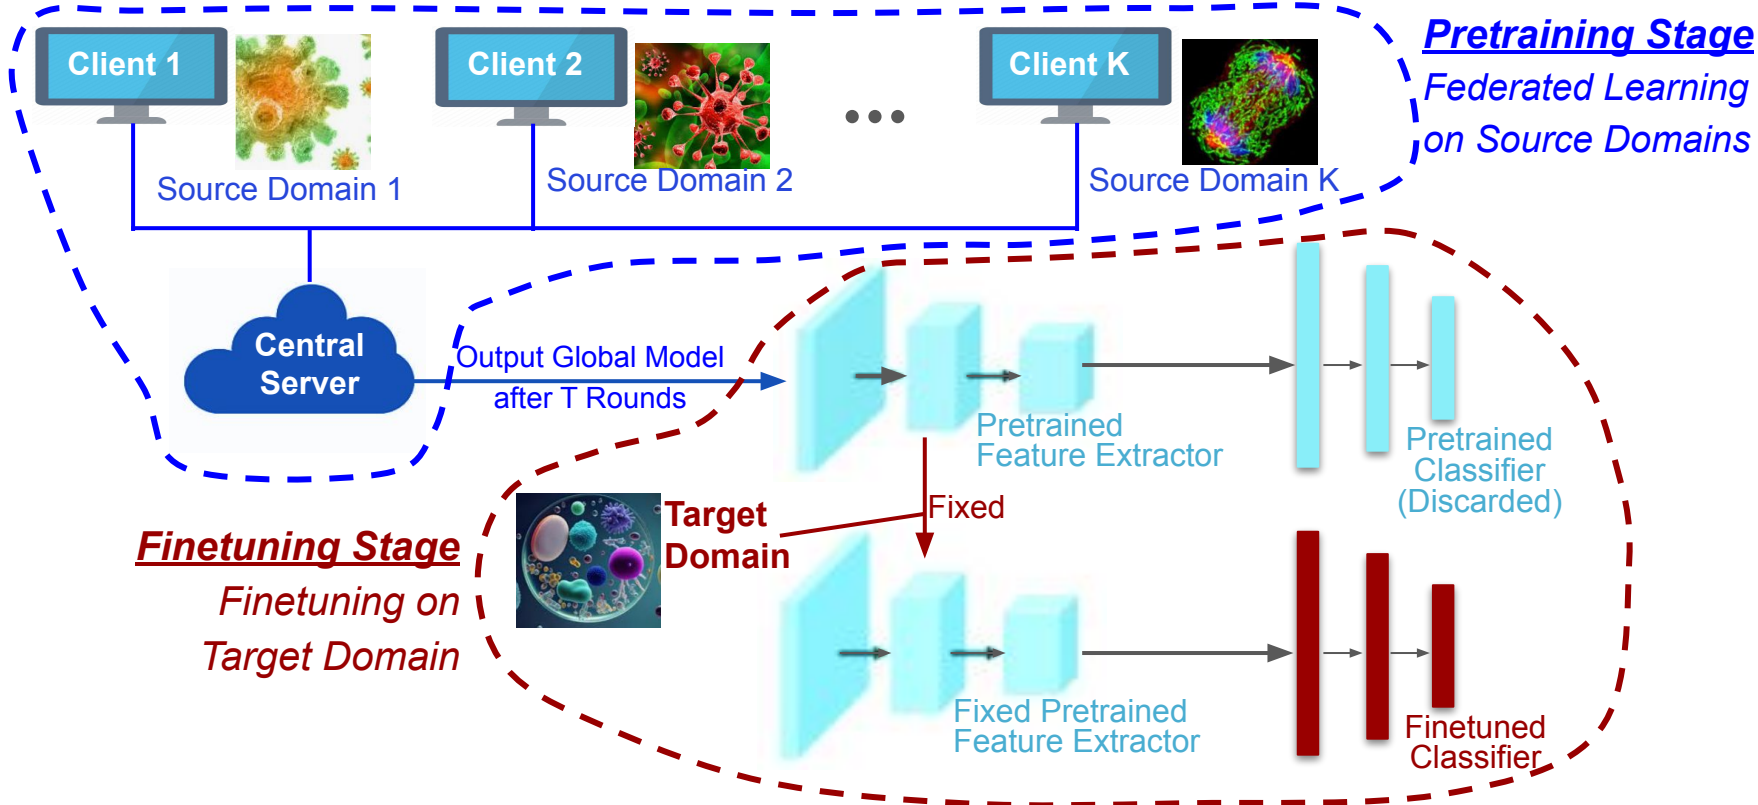 Client 1
Client 2
...
Client K
Pretraining Stage
Federated Learning
on Source Domains
Source Domain 1
Source Domain 2
Source Domain K
Central
Server
Output Global Model
after T Rounds
Pretrained
Feature Extractor
Pretrained
Classifier
(Discarded)
Fixed
Target
Domain
Finetuning Stage
Finetuning on
Target Domain
Fixed Pretrained
Feature Extractor
Finetuned
Classifier